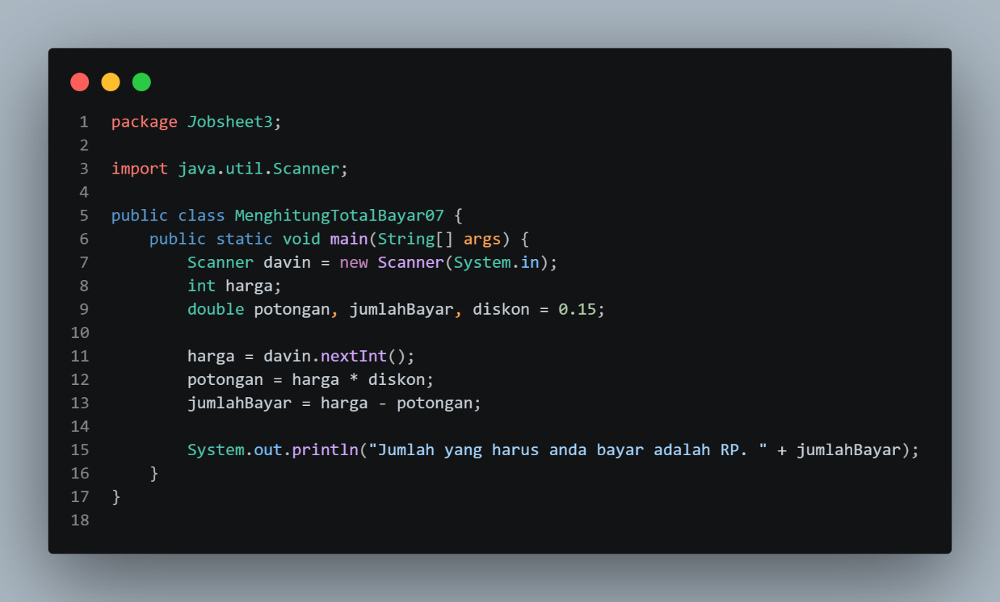 1 package Jobsheet3;
2
3 import java.util.Scanner;
4
5 public class MenghitungTotalBayar07 {
6     public static void main(String[] args) {
7         Scanner davin = new Scanner(System.in);
8         int harga;
9         double potongan, jumlahBayar, diskon = 0.15;
10
11         harga = davin.nextInt();
12         potongan = harga * diskon;
13         jumlahBayar = harga - potongan;
14
15         System.out.println("Jumlah yang harus anda bayar adalah RP. " + jumlahBayar);
16     }
17 }
18